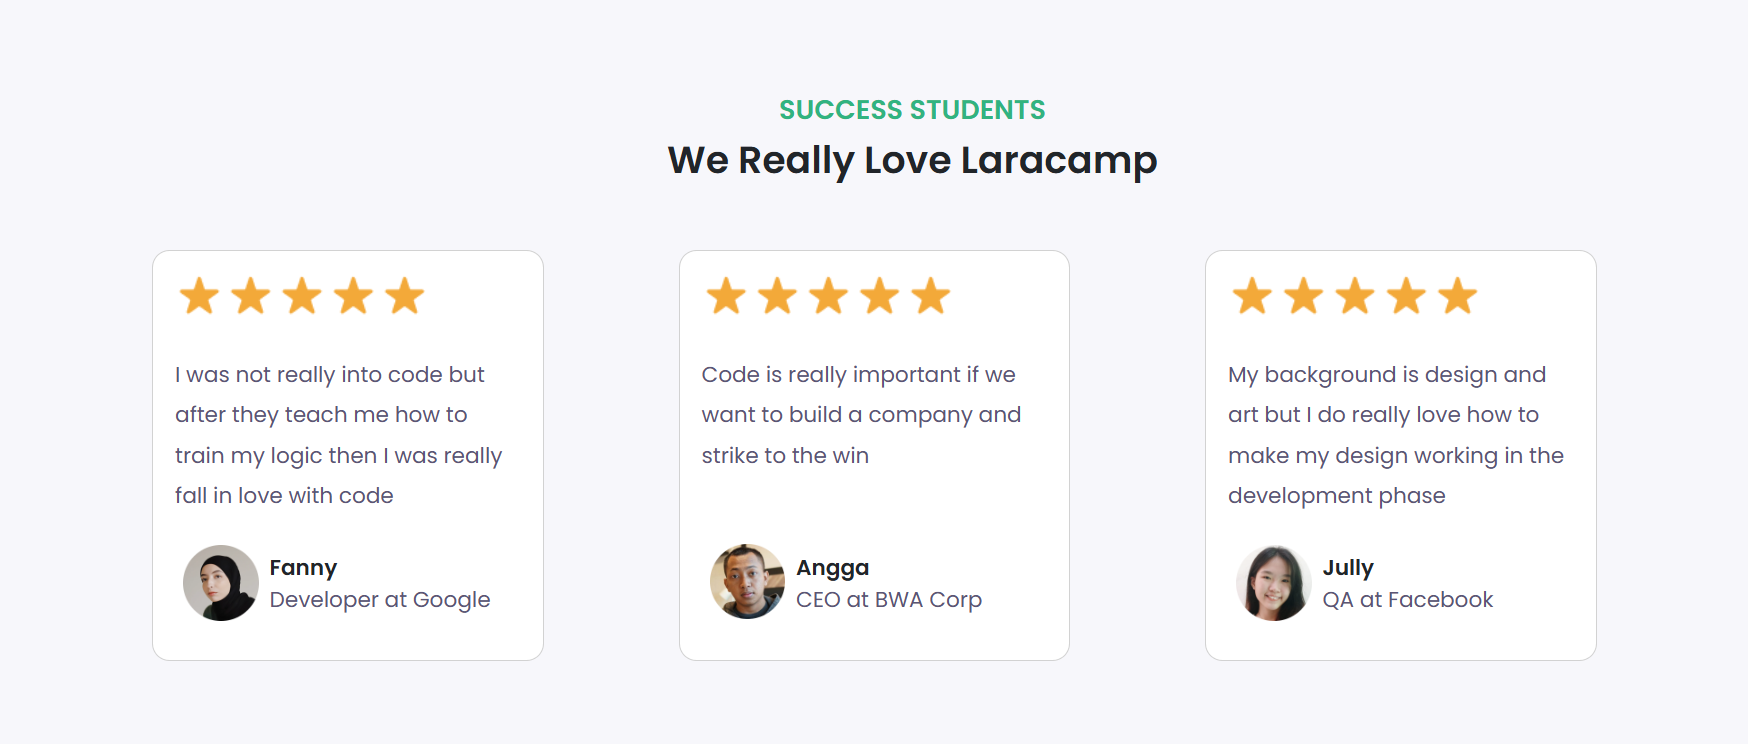 SUCCESS STUDENTS
We Really Love Laracamp
I was not really into code but
after they teach me how to
train my logic then I was really
fall in love with code
Fanny
Developer at Google
Code is really important if we
want to build a company and
strike to the win
Angga
CEO at BWA Corp
My background is design and
art but I do really love how to
make my design working in the
development phase
Jully
QA at Facebook